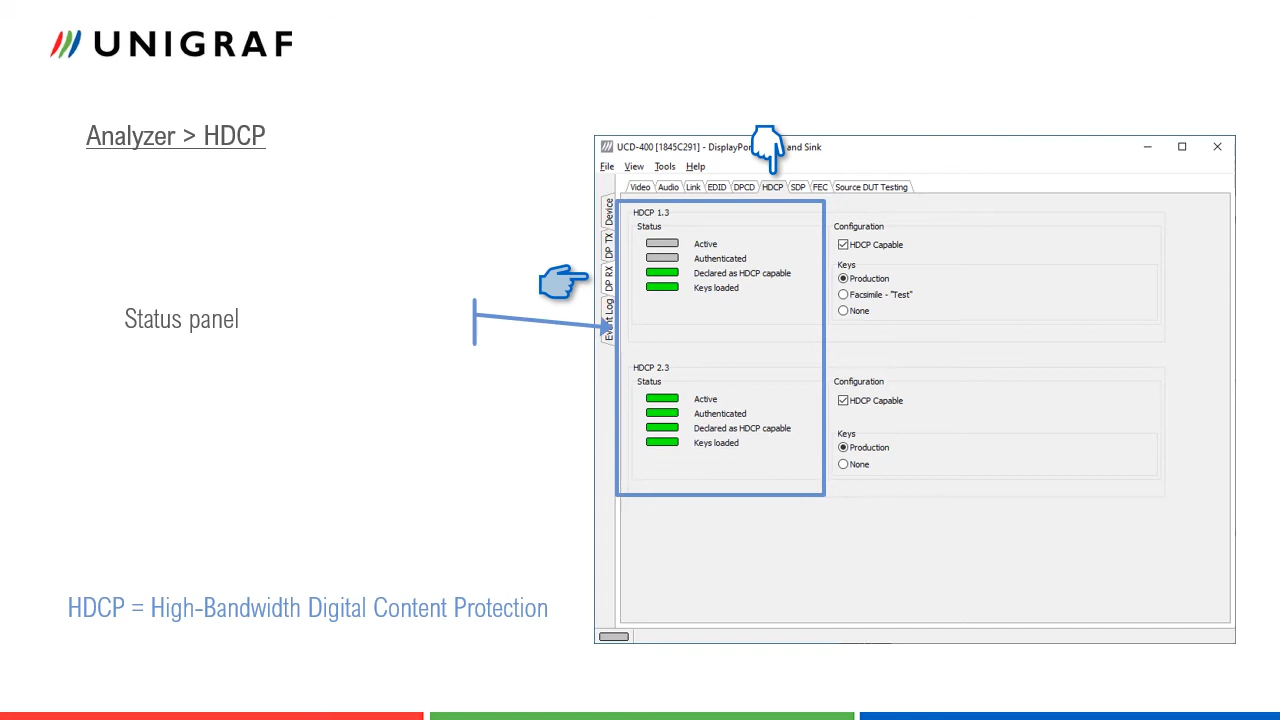 UNIGRAF
Analyzer > HDCP
Status panel
HDCP = High-Bandwidth Digital Content Protection
UCD-400 [1845C291] - DisplayPor and Sink
File View Tools Help
Video Audio Link EDID DPCD HDCP SDP FEC Source DUT Testing
Device
DP TX
DP RX
Event Log
HDCP 1.3
Status
Active
Authenticated
Declared as HDCP capable
Keys loaded
Configuration
HDCP Capable
Keys
Production
Facsimile - "Test"
None
HDCP 2.3
Status
Active
Authenticated
Declared as HDCP capable
Keys loaded
Configuration
HDCP Capable
Keys
Production
None